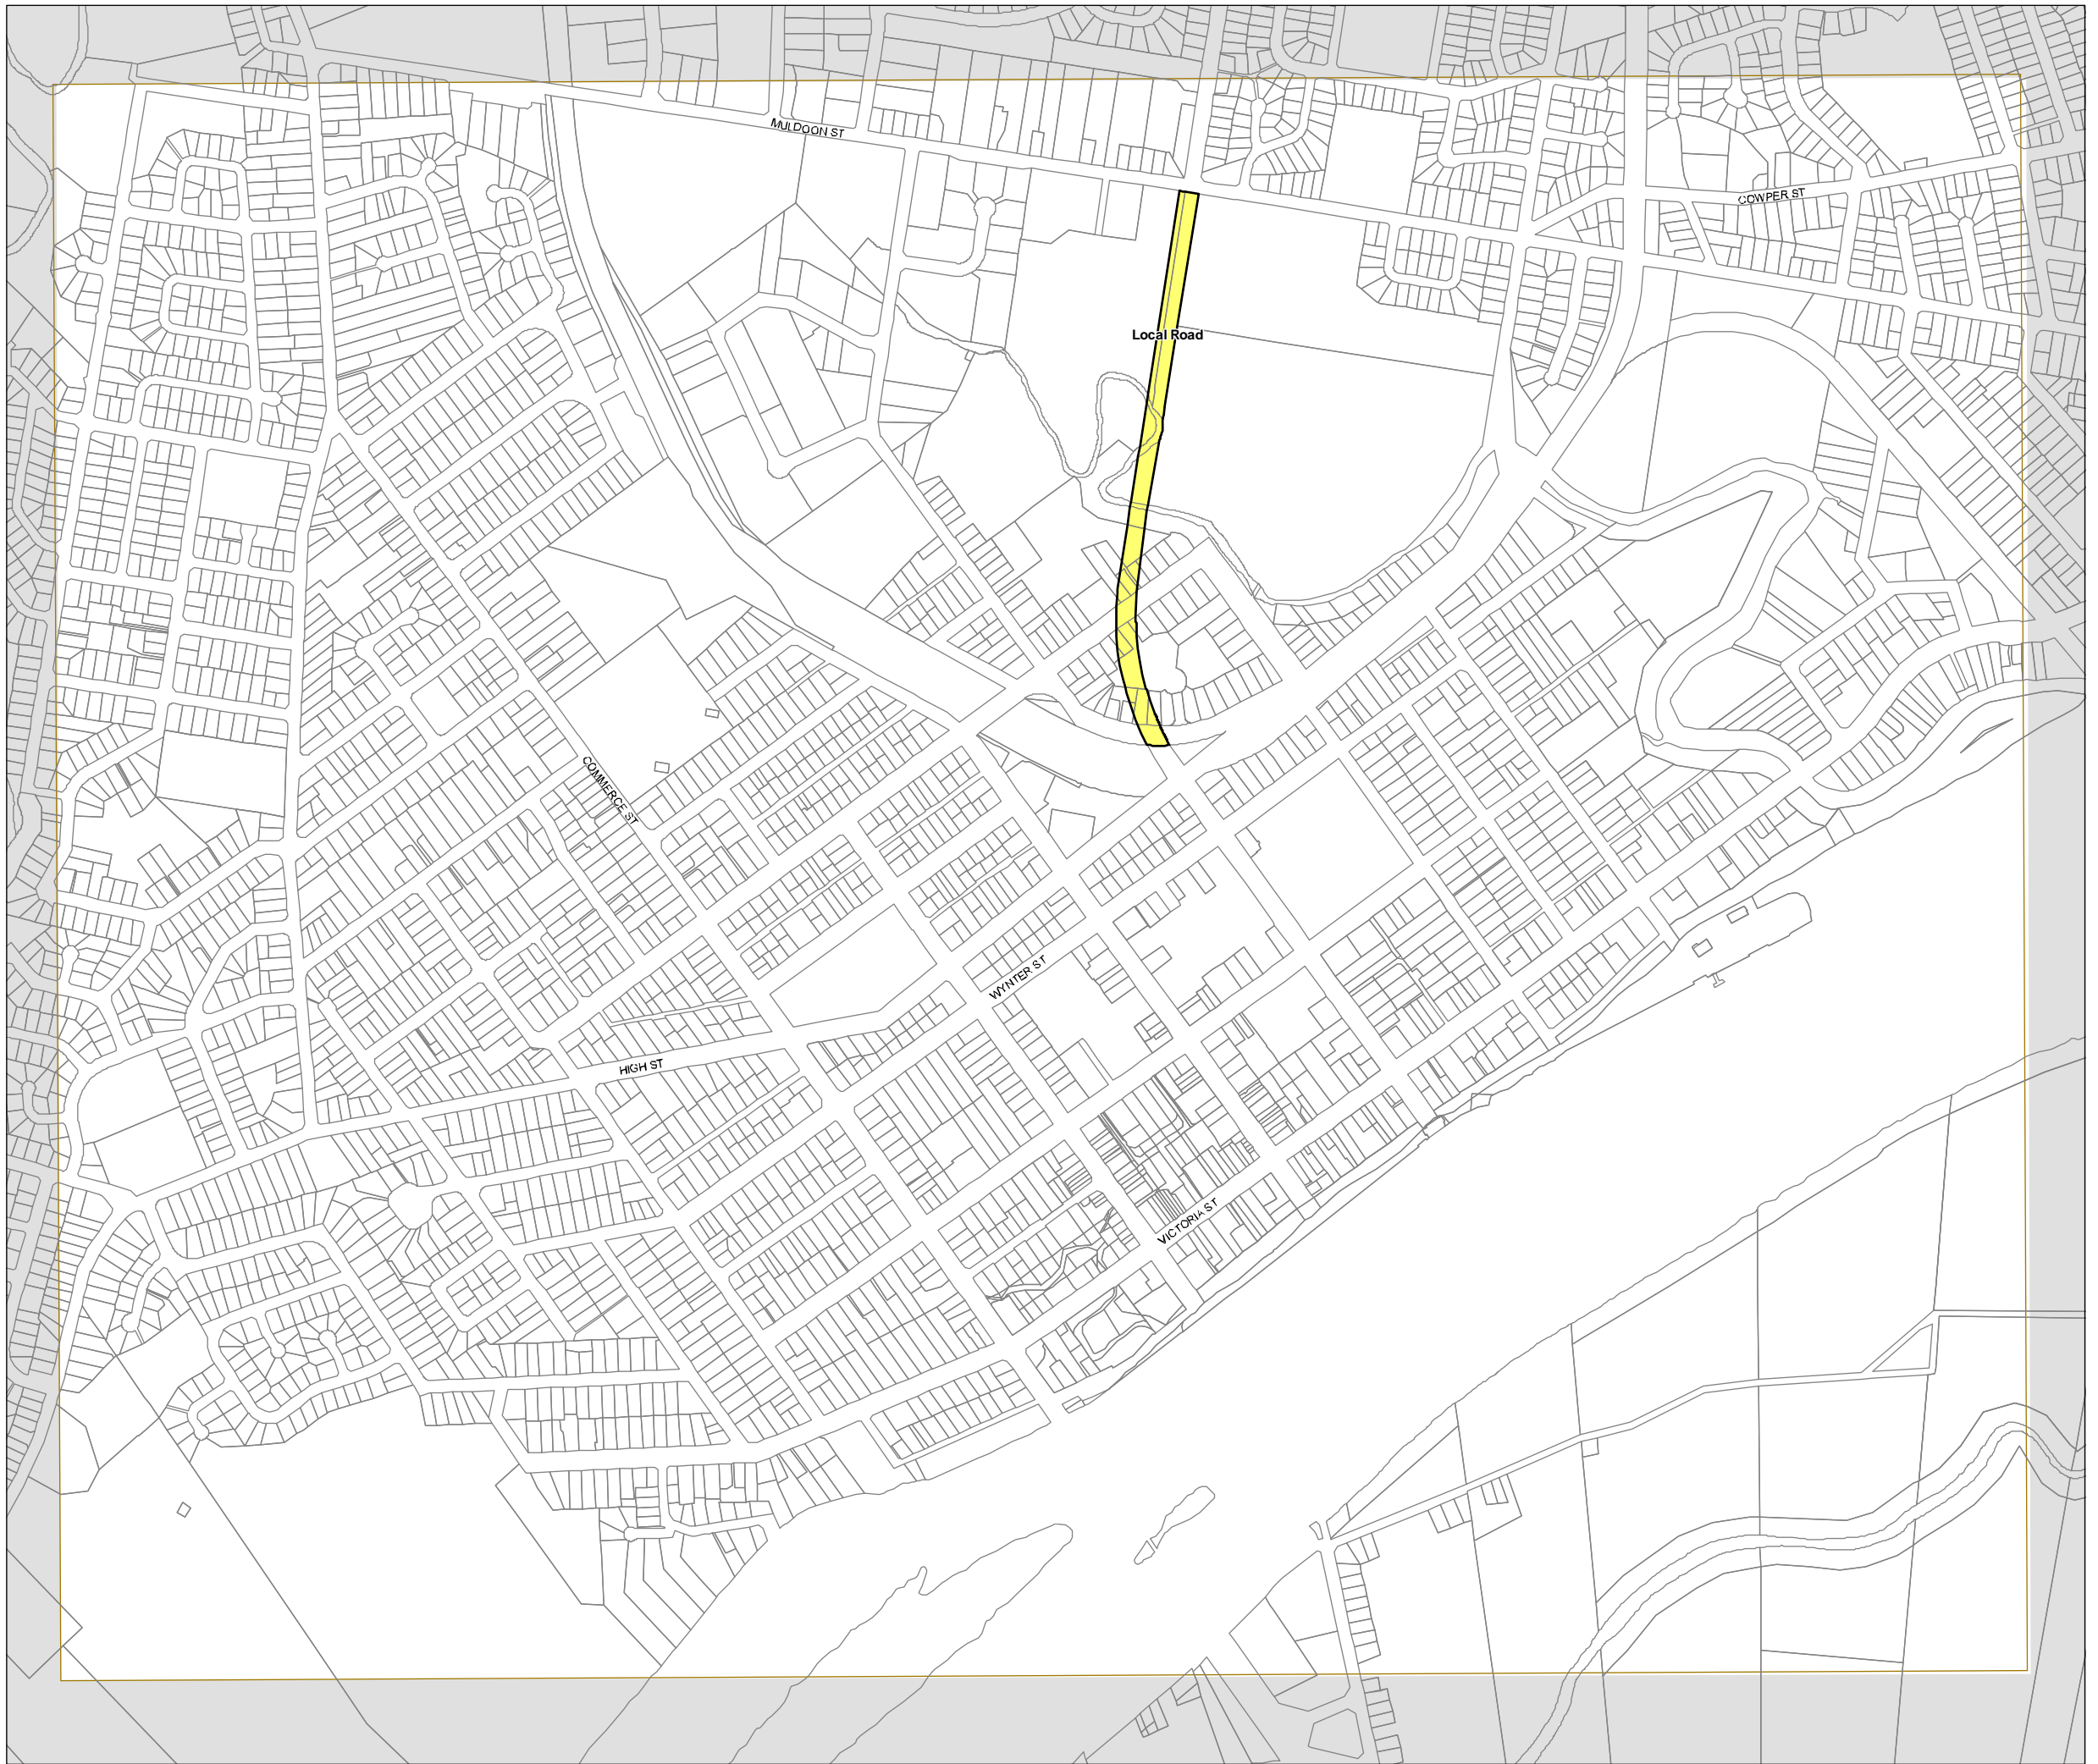 MULDOON ST
COWPER ST
Local Road
COMMERCE ST
WYNTER ST
HIGH ST
VICTORIA ST